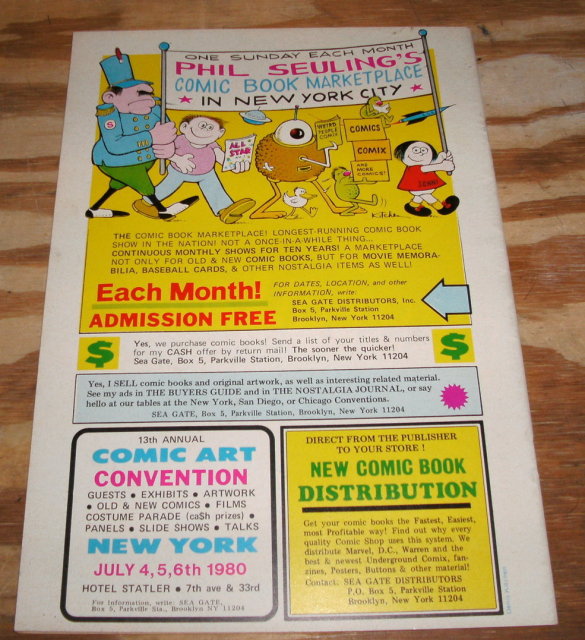 ONE SUNDAY EACH MONTH
PHIL SEULING'S
COMIC BOOK MARKETPLACE
IN NEW YORK CITY
ALL STAR
WEIRD
PEOPLE
COMIX
COMICS
COMIX
AND
MORE
COMICS!
JENNI
Kitchen
THE COMIC BOOK MARKETPLACE! LONGEST-RUNNING COMIC BOOK
SHOW IN THE NATION! NOT A ONCE-IN-A-WHILE THING...
CONTINUOUS MONTHLY SHOWS FOR TEN YEARS! A MARKETPLACE
NOT ONLY FOR OLD & NEW COMIC BOOKS, BUT FOR MOVIE MEMORA-
BILIA, BASEBALL CARDS, & OTHER NOSTALGIA ITEMS AS WELL!
Each Month!
ADMISSION FREE
FOR DATES, LOCATION, and other
INFORMATION, write:
SEA GATE DISTRIBUTORS, Inc.
Box 5, Parkville Station
Brooklyn, New York 11204
$
Yes, we purchase comic books! Send a list of your titles & numbers
for my CASH offer by return mail! The sooner the quicker!
Sea Gate, Box 5, Parkville Station, Brooklyn, New York 11204
$
Yes, I SELL comic books and original artwork, as well as interesting related material.
See my ads in THE BUYERS GUIDE and in THE NOSTALGIA JOURNAL, or say
hello at our tables at the New York, San Diego, or Chicago Conventions.
SEA GATE, Box 5, Parkville Station, Brooklyn, New York 11204
13th ANNUAL
COMIC ART
CONVENTION
GUESTS • EXHIBITS • ARTWORK
• OLD & NEW COMICS • FILMS
COSTUME PARADE (ca$h prizes) •
PANELS • SLIDE SHOWS • TALKS
NEW YORK
JULY 4,5,6th 1980
HOTEL STATLER • 7th ave & 33rd
For information, write: SEA GATE,
Box 5, Parkville Sta., Brooklyn NY 11204
DIRECT FROM THE PUBLISHER
TO YOUR STORE!
NEW COMIC BOOK
DISTRIBUTION
Get your comic books the Fastest, Easiest,
most Profitable way! Find out why every
quality Comic Shop uses this system. We
distribute Marvel, D.C., Warren and the
best & newest Underground Comix, fan-
zines, Posters, Buttons & other material!
Contact: SEA GATE DISTRIBUTORS
P.O. Box 5, Parkville Station
Brooklyn, New York 11204